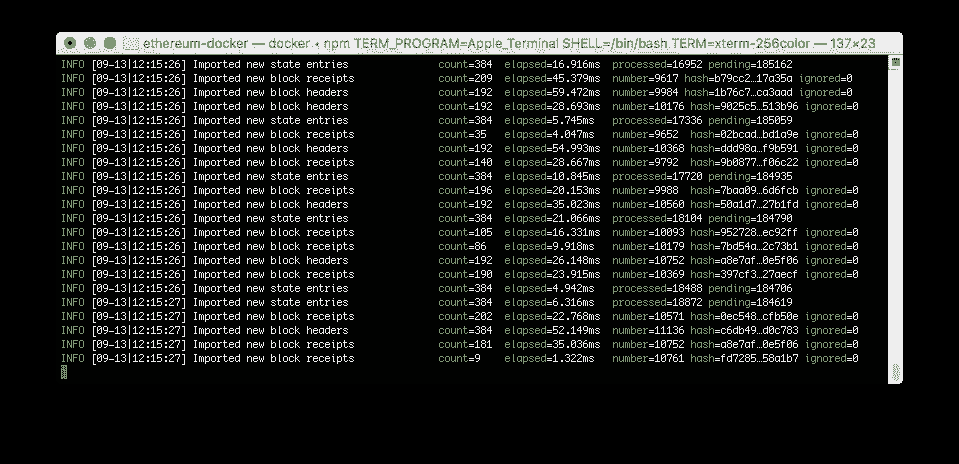 ethereum-docker — docker ‹ npm TERM_PROGRAM=Apple_Terminal SHELL=/bin/bash TERM=xterm-256color — 137×23
INFO [09-13|12:15:26] Imported new state entries count=384 elapsed=16.916ms processed=16952 pending=185162
INFO [09-13|12:15:26] Imported new block receipts count=209 elapsed=45.379ms number=9617 hash=b79cc2…17a35a ignored=0
INFO [09-13|12:15:26] Imported new block headers count=192 elapsed=59.472ms number=9984 hash=1b76c7…ca3aad ignored=0
INFO [09-13|12:15:26] Imported new block headers count=192 elapsed=28.693ms number=10176 hash=9025c5…513b96 ignored=0
INFO [09-13|12:15:26] Imported new state entries count=384 elapsed=5.745ms processed=17336 pending=185059
INFO [09-13|12:15:26] Imported new block receipts count=35 elapsed=4.047ms number=9652 hash=02bcad…bd1a9e ignored=0
INFO [09-13|12:15:26] Imported new block headers count=192 elapsed=54.993ms number=10368 hash=ddd98a…f9b591 ignored=0
INFO [09-13|12:15:26] Imported new block receipts count=140 elapsed=28.667ms number=9792 hash=9b0877…f06c22 ignored=0
INFO [09-13|12:15:26] Imported new state entries count=384 elapsed=10.845ms processed=17720 pending=184935
INFO [09-13|12:15:26] Imported new block receipts count=196 elapsed=20.153ms number=9988 hash=7baa09…6d6fcb ignored=0
INFO [09-13|12:15:26] Imported new block headers count=192 elapsed=35.023ms number=10560 hash=50a1d7…27b1fd ignored=0
INFO [09-13|12:15:26] Imported new state entries count=384 elapsed=21.066ms processed=18104 pending=184790
INFO [09-13|12:15:26] Imported new block receipts count=105 elapsed=16.331ms number=10093 hash=952728…ec92ff ignored=0
INFO [09-13|12:15:26] Imported new block receipts count=86 elapsed=9.918ms number=10179 hash=7bd54a…2c73b1 ignored=0
INFO [09-13|12:15:26] Imported new block headers count=192 elapsed=26.148ms number=10752 hash=a8e7af…0e5f06 ignored=0
INFO [09-13|12:15:26] Imported new block receipts count=190 elapsed=23.915ms number=10369 hash=397cf3…27aecf ignored=0
INFO [09-13|12:15:26] Imported new state entries count=384 elapsed=4.942ms processed=18488 pending=184706
INFO [09-13|12:15:27] Imported new state entries count=384 elapsed=6.316ms processed=18872 pending=184619
INFO [09-13|12:15:27] Imported new block receipts count=202 elapsed=22.768ms number=10571 hash=0ec548…cfb50e ignored=0
INFO [09-13|12:15:27] Imported new block headers count=384 elapsed=52.149ms number=11136 hash=c6db49…d0c783 ignored=0
INFO [09-13|12:15:27] Imported new block receipts count=181 elapsed=35.036ms number=10752 hash=a8e7af…0e5f06 ignored=0
INFO [09-13|12:15:27] Imported new block receipts count=9 elapsed=1.322ms number=10761 hash=fd7285…58a1b7 ignored=0